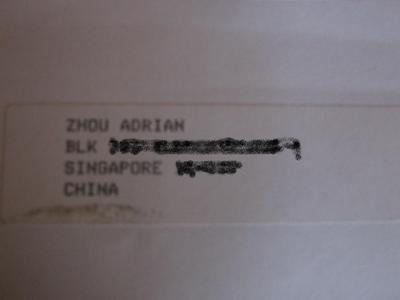 ZHOU ADRIAN
BLK
SINGAPORE
CHINA